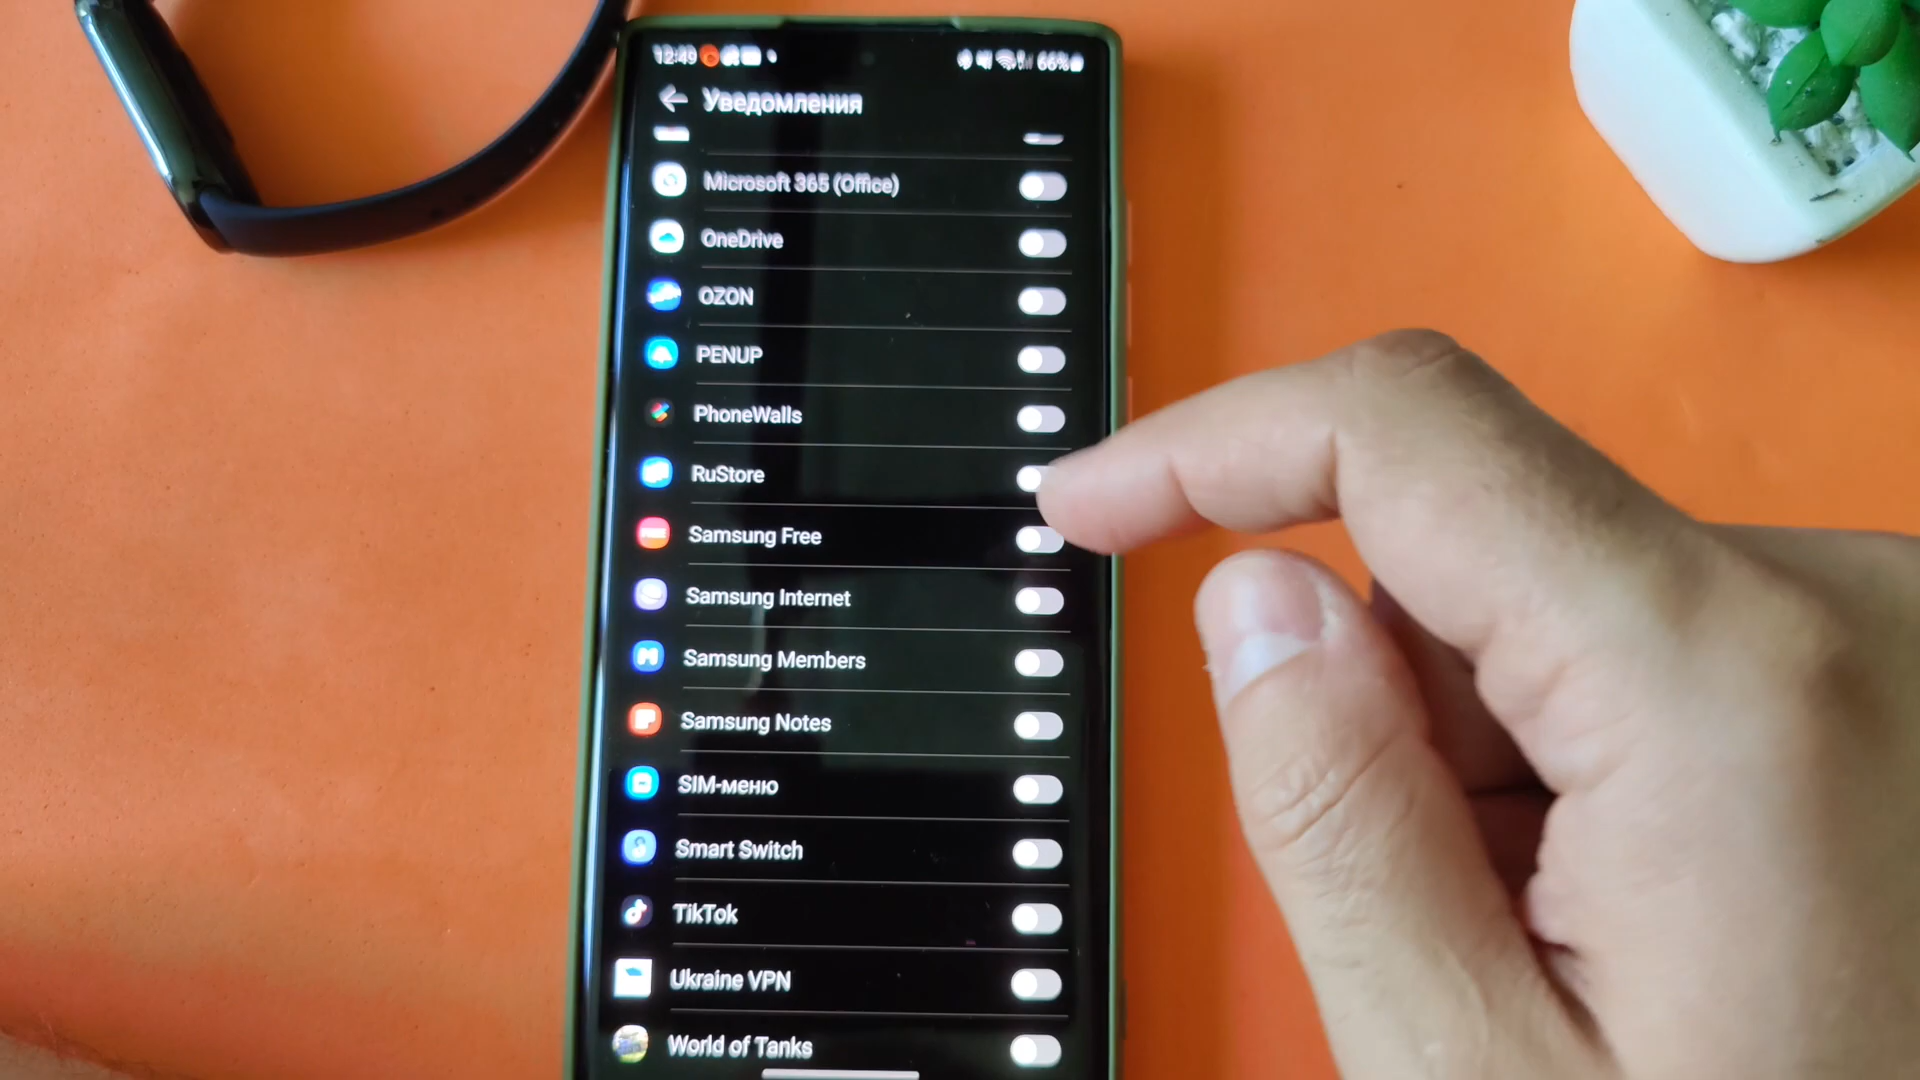 12:49 66%
Уведомления
Microsoft 365 (Office)
OneDrive
OZON
PENUP
PhoneWalls
RuStore
Samsung Free
Samsung Internet
Samsung Members
Samsung Notes
SIM-меню
Smart Switch
TikTok
Ukraine VPN
World of Tanks